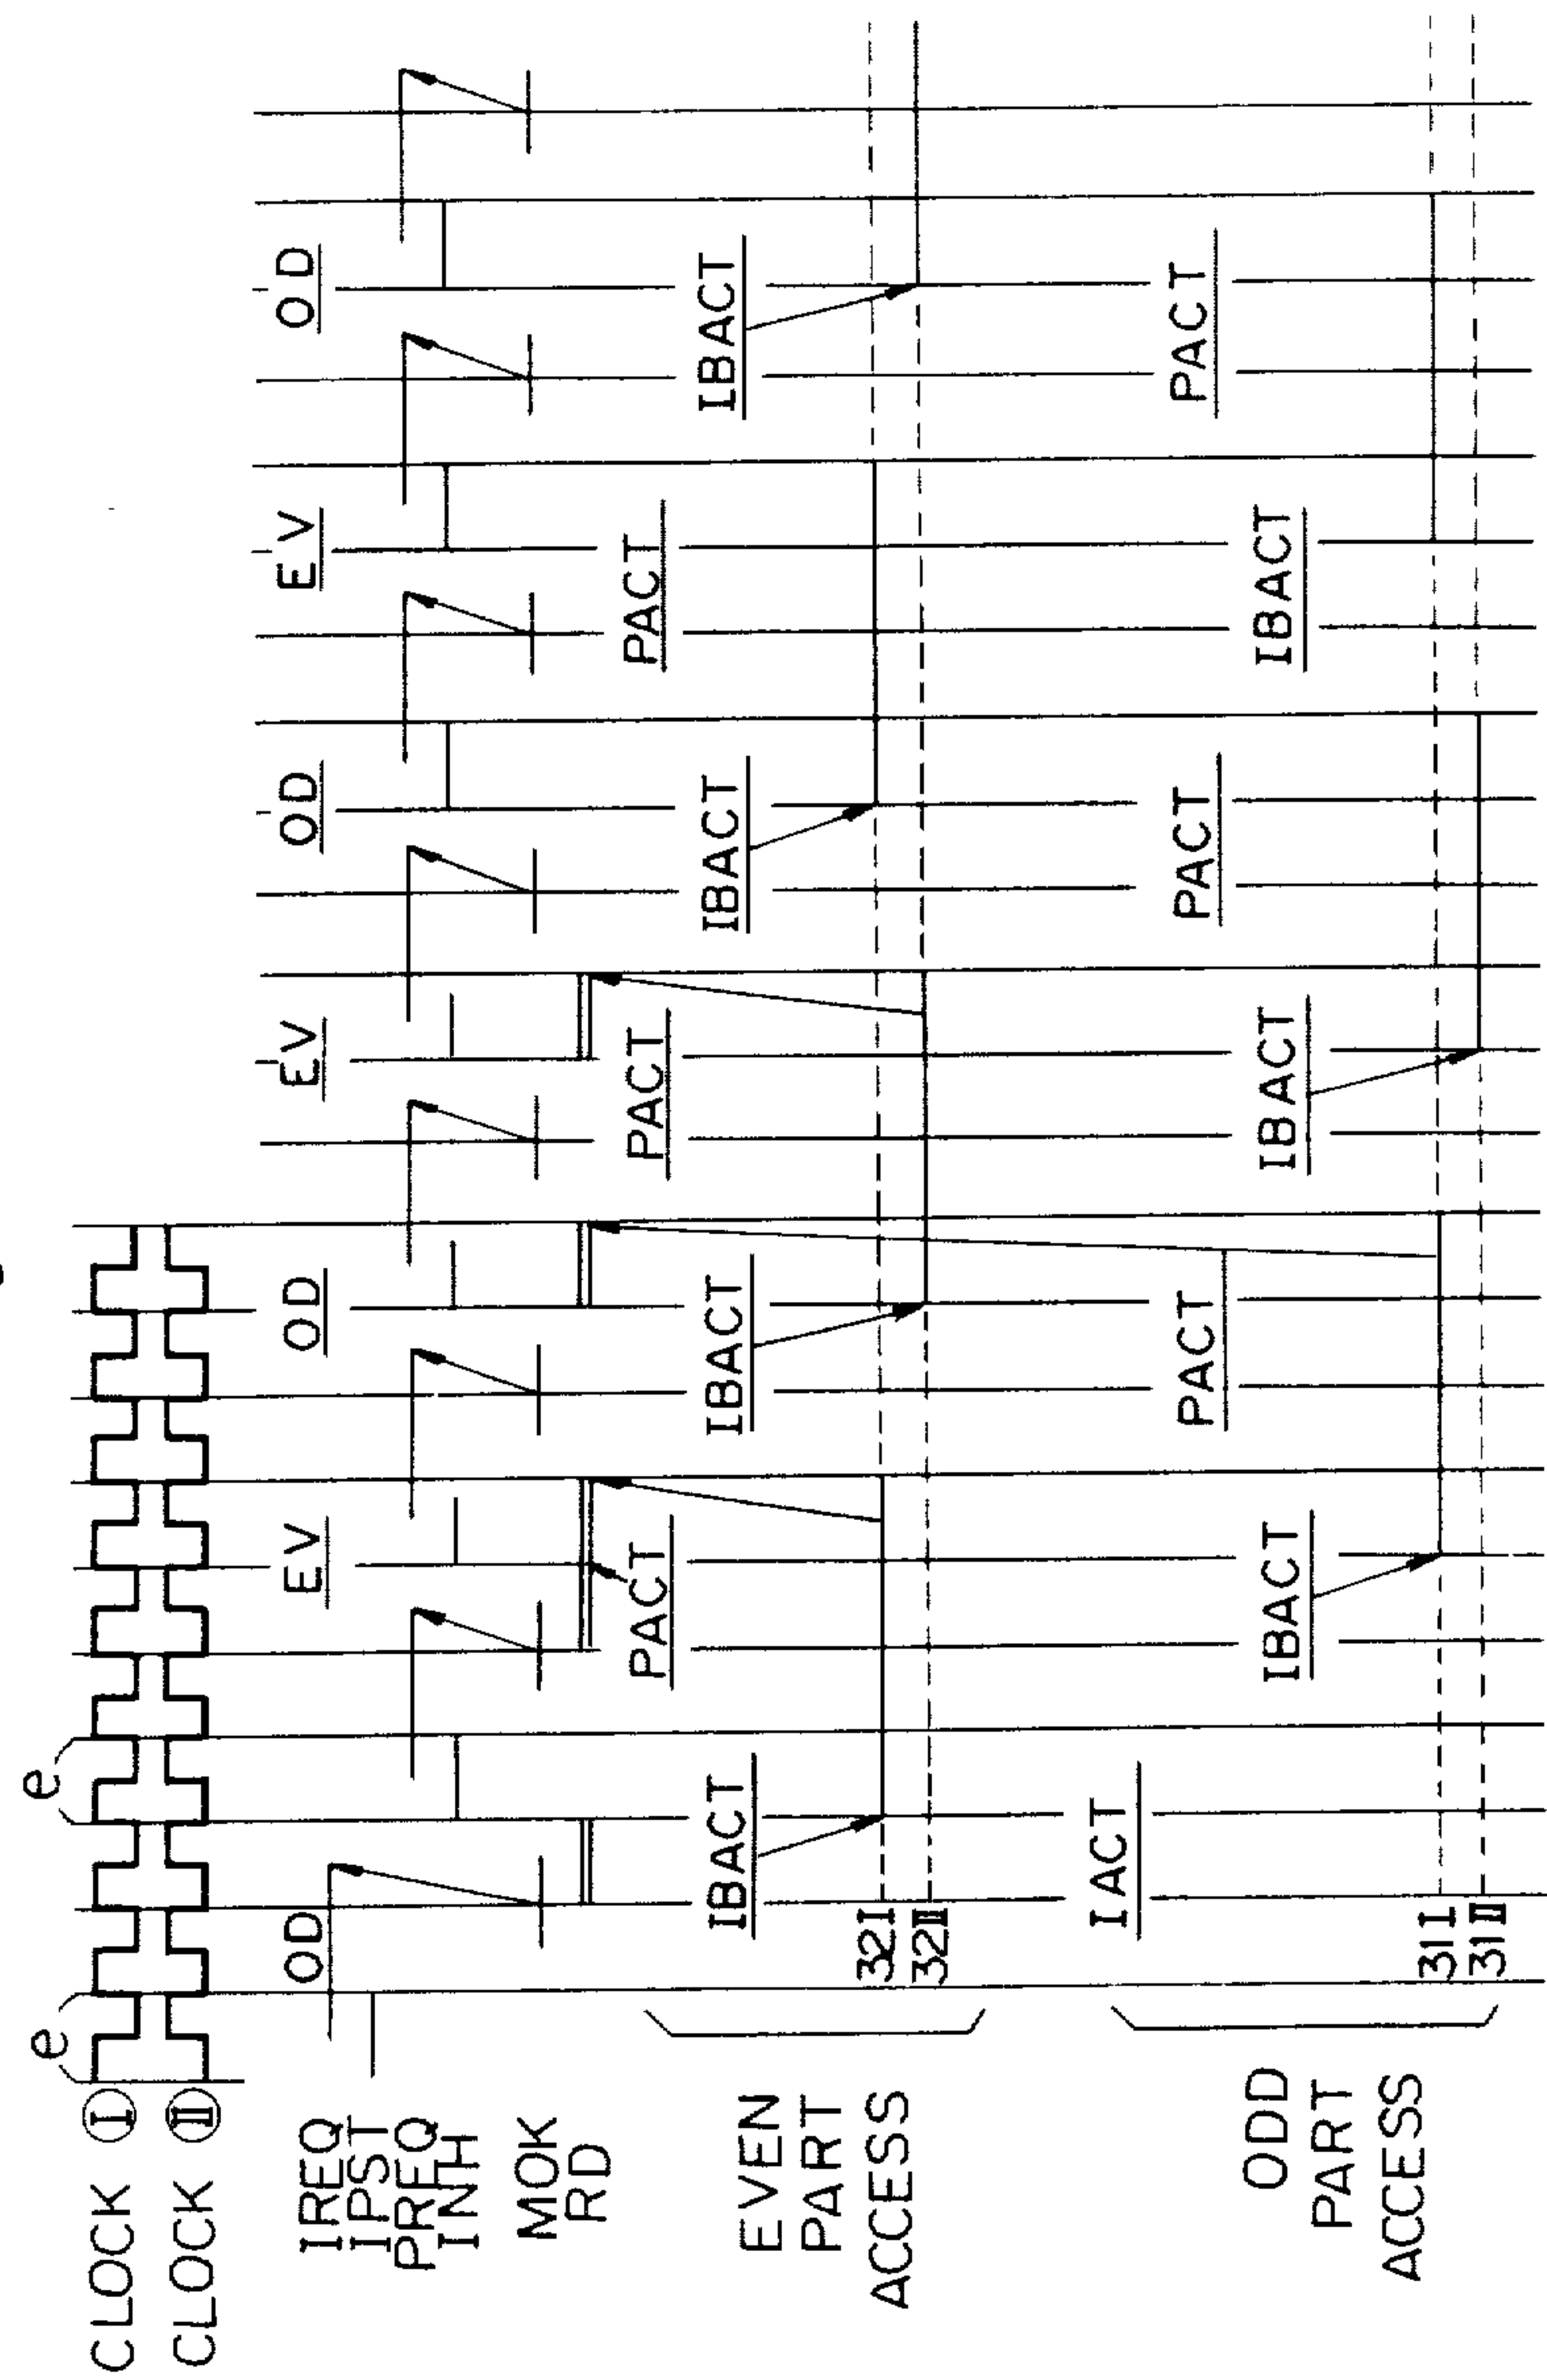 CLOCK Ⓘ
CLOCK Ⓘ︎Ⅱ
e
e
IREQ
IPST
PREQ
INH
MOK
RD
OD
EV
OD
EV
OD
EV
OD
EVEN
PART
ACCESS
IBACT
PACT
IBACT
PACT
IBACT
PACT
IBACT
32I
32II
ODD
PART
ACCESS
IACT
IBACT
PACT
IBACT
PACT
IBACT
PACT
31I
31II